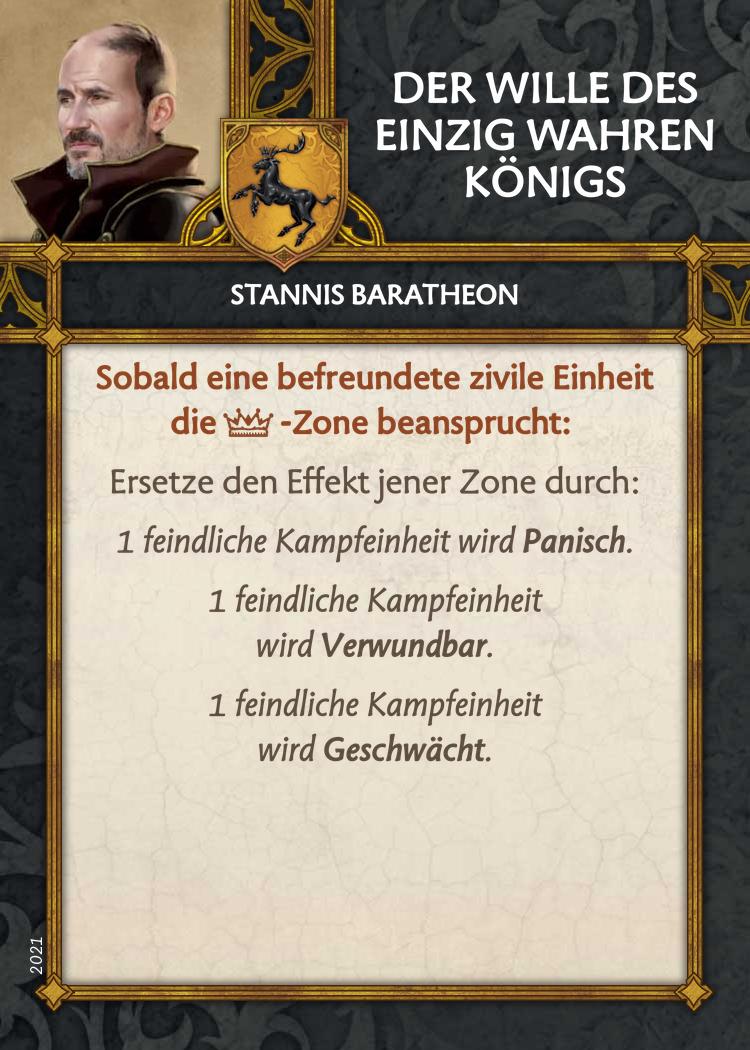 DER WILLE DES
EINZIG WAHREN
KÖNIGS
STANNIS BARATHEON
Sobald eine befreundete zivile Einheit
die -Zone beansprucht:
Ersetze den Effekt jener Zone durch:
1 feindliche Kampfeinheit wird Panisch.
1 feindliche Kampfeinheit
wird Verwundbar.
1 feindliche Kampfeinheit
wird Geschwächt.
2021